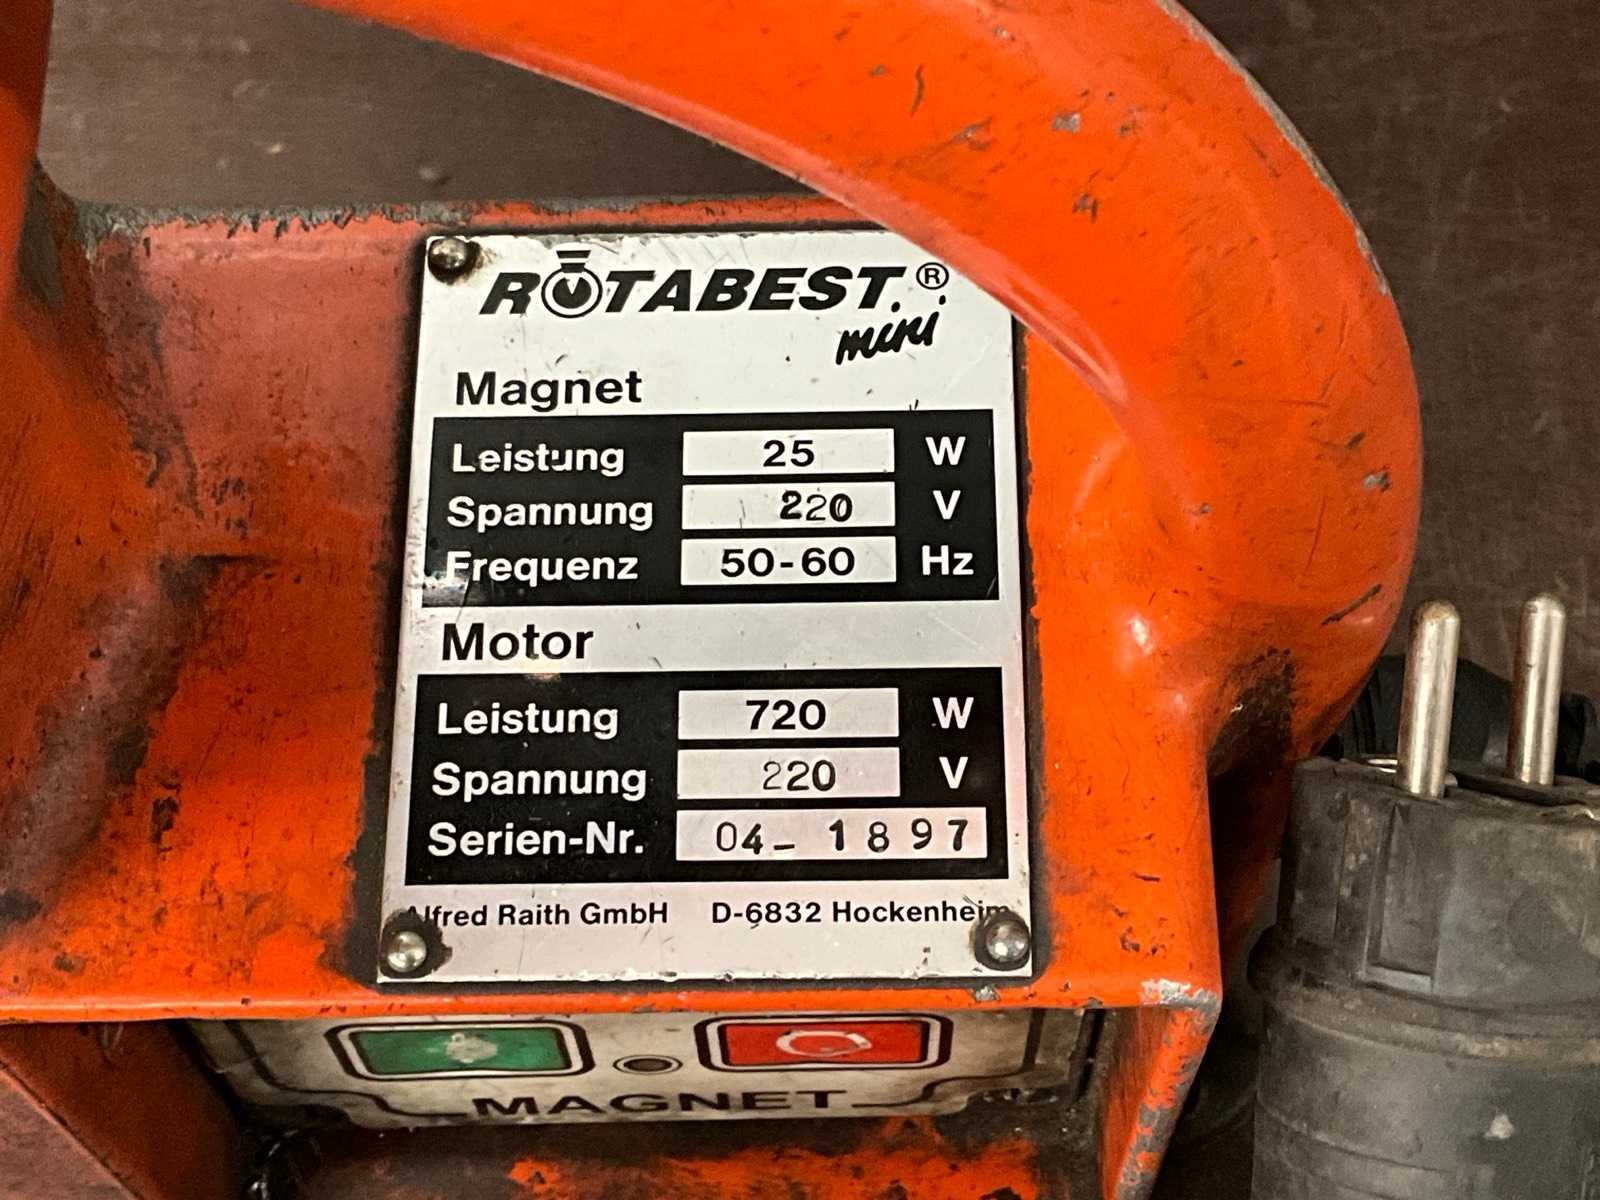 ROTABEST.®
mini
Magnet
Leistung 25 W
Spannung 220 V
Frequenz 50-60 Hz
Motor
Leistung 720 W
Spannung 220 V
Serien-Nr. 04-1897
Alfred Raith GmbH D-6832 Hockenheim
MAGNET